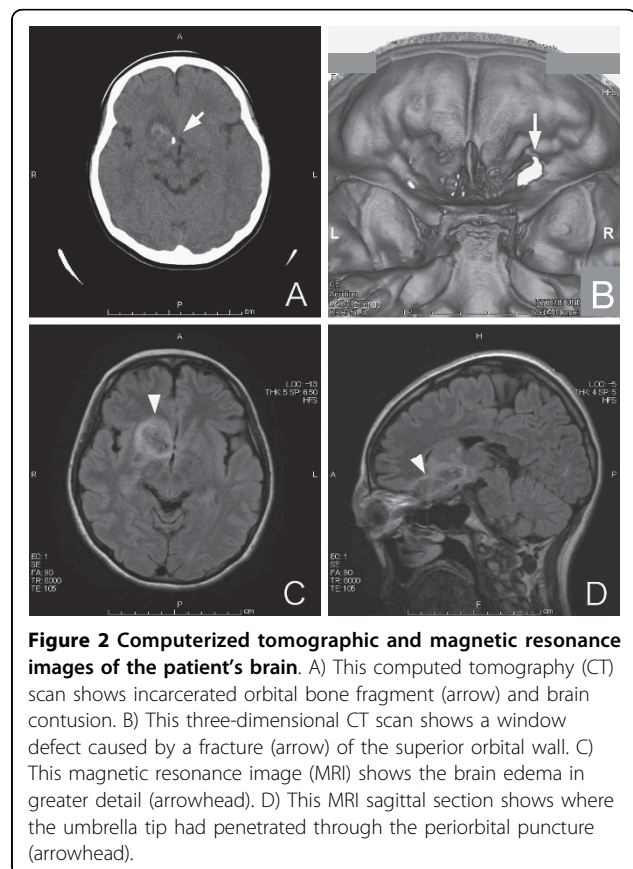 A
R
L
P
cm
A
A
HFS
L
R
B
P
cm
A
LOC: -13
THK: 5 SP: 6.50
HFS
R
L
EC: 1
SE
FA: 90
TR: 8000
TE: 105
C
P
cm
H
LOC: -5
THK: 4 SP: 5
HFS
A
P
EC: 1
SE
FA: 90
TR: 8000
TE: 105
D
F
cm
Figure 2 Computerized tomographic and magnetic resonance
images of the patient's brain. A) This computed tomography (CT)
scan shows incarcerated orbital bone fragment (arrow) and brain
contusion. B) This three-dimensional CT scan shows a window
defect caused by a fracture (arrow) of the superior orbital wall. C)
This magnetic resonance image (MRI) shows the brain edema in
greater detail (arrowhead). D) This MRI sagittal section shows where
the umbrella tip had penetrated through the periorbital puncture
(arrowhead).